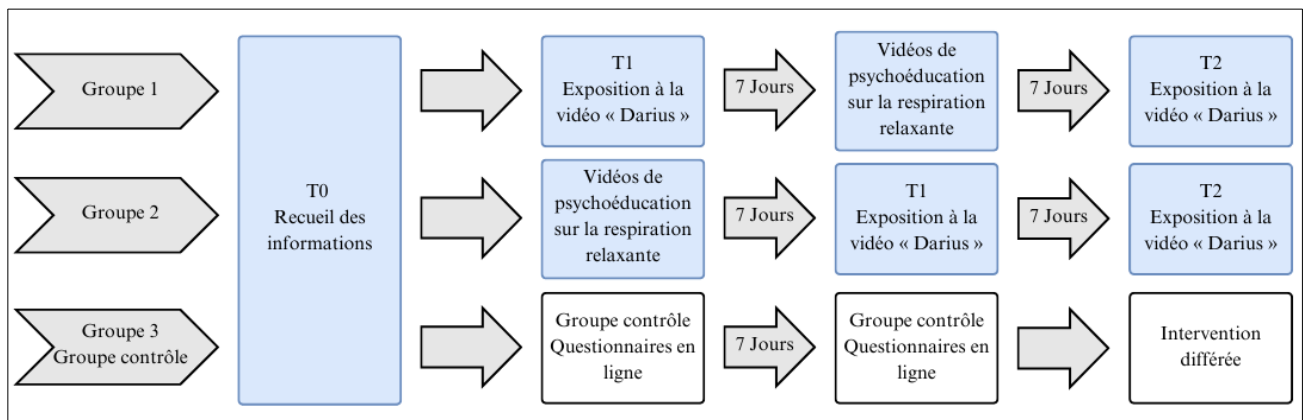 Groupe 1
T0
Recueil des
informations
T1
Exposition à la
vidéo « Darius »
7 Jours
Vidéos de
psychoéducation
sur la respiration
relaxante
7 Jours
T2
Exposition à la
vidéo « Darius »
Groupe 2
Vidéos de
psychoéducation
sur la respiration
relaxante
7 Jours
T1
Exposition à la
vidéo « Darius »
7 Jours
T2
Exposition à la
vidéo « Darius »
Groupe 3
Groupe contrôle
Groupe contrôle
Questionnaires en
ligne
7 Jours
Groupe contrôle
Questionnaires en
ligne
Intervention
différée